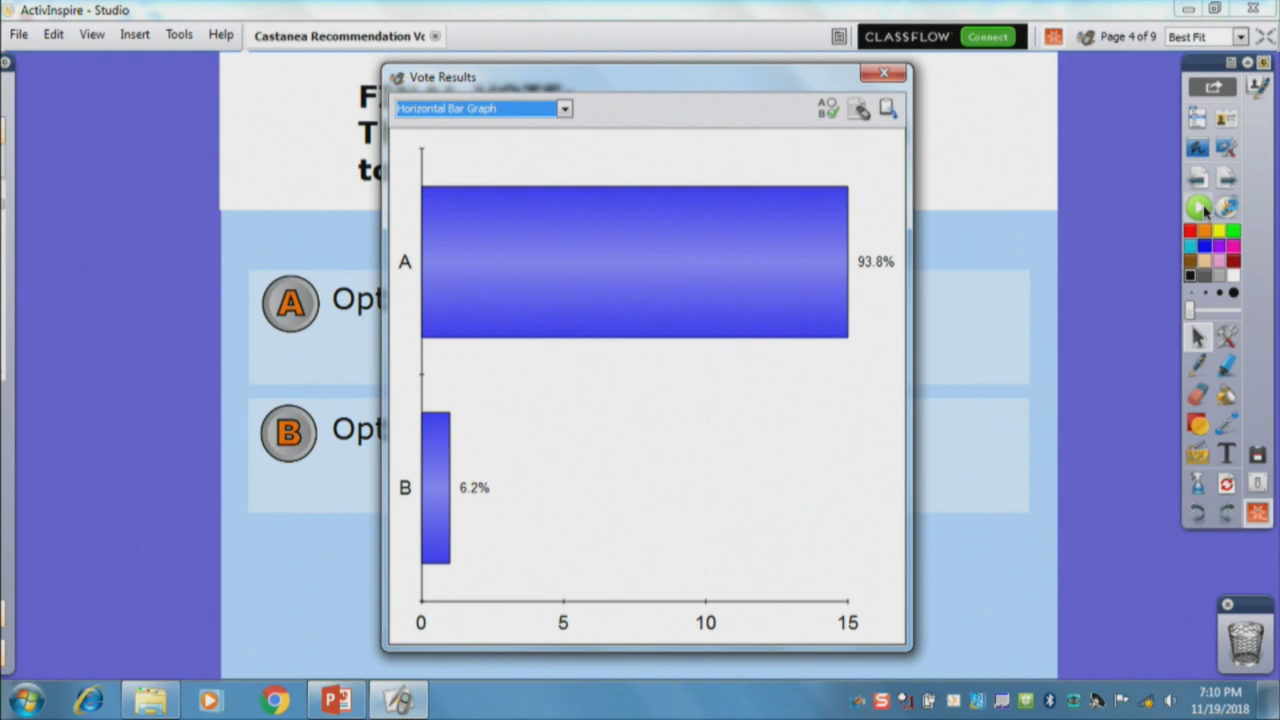 ActivInspire - Studio
File Edit View Insert Tools Help
Castanea Recommendation Vo
CLASSFLOW Connect
Page 4 of 9
Best Fit
Vote Results
Horizontal Bar Graph
A
B
A
93.8%
A
Opt
B
6.2%
B
Opt
0 5 10 15
T
7:10 PM
11/19/2018